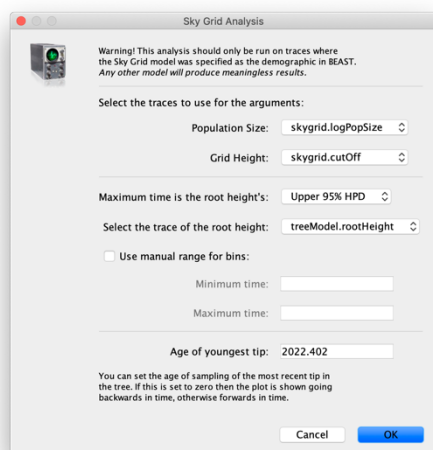 Sky Grid Analysis
Warning! This analysis should only be run on traces where
the Sky Grid model was specified as the demographic in BEAST.
Any other model will produce meaningless results.
Select the traces to use for the arguments:
Population Size: skygrid.logPopSize
Grid Height: skygrid.cutOff
Maximum time is the root height's: Upper 95% HPD
Select the trace of the root height: treeModel.rootHeight
Use manual range for bins:
Minimum time:
Maximum time:
Age of youngest tip: 2022.402
You can set the age of sampling of the most recent tip in
the tree. If this is set to zero then the plot is shown going
backwards in time, otherwise forwards in time.
Cancel OK